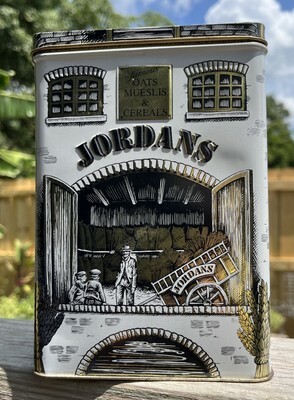 OATS
MUESLIS
&
CEREALS
JORDANS
JORDANS